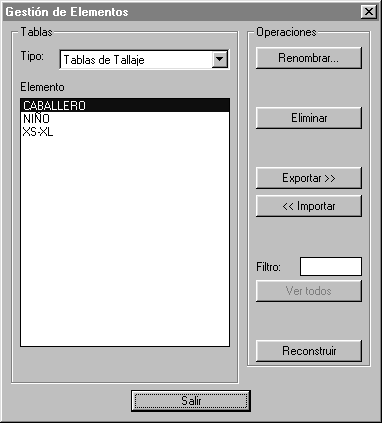 Gestión de Elementos
Tablas
Tipo: Tablas de Tallaje
Elemento
CABALLERO
NIÑO
XS-XL
Operaciones
Renombrar...
Eliminar
Exportar >>
<< Importar
Filtro:
Ver todos
Reconstruir
Salir